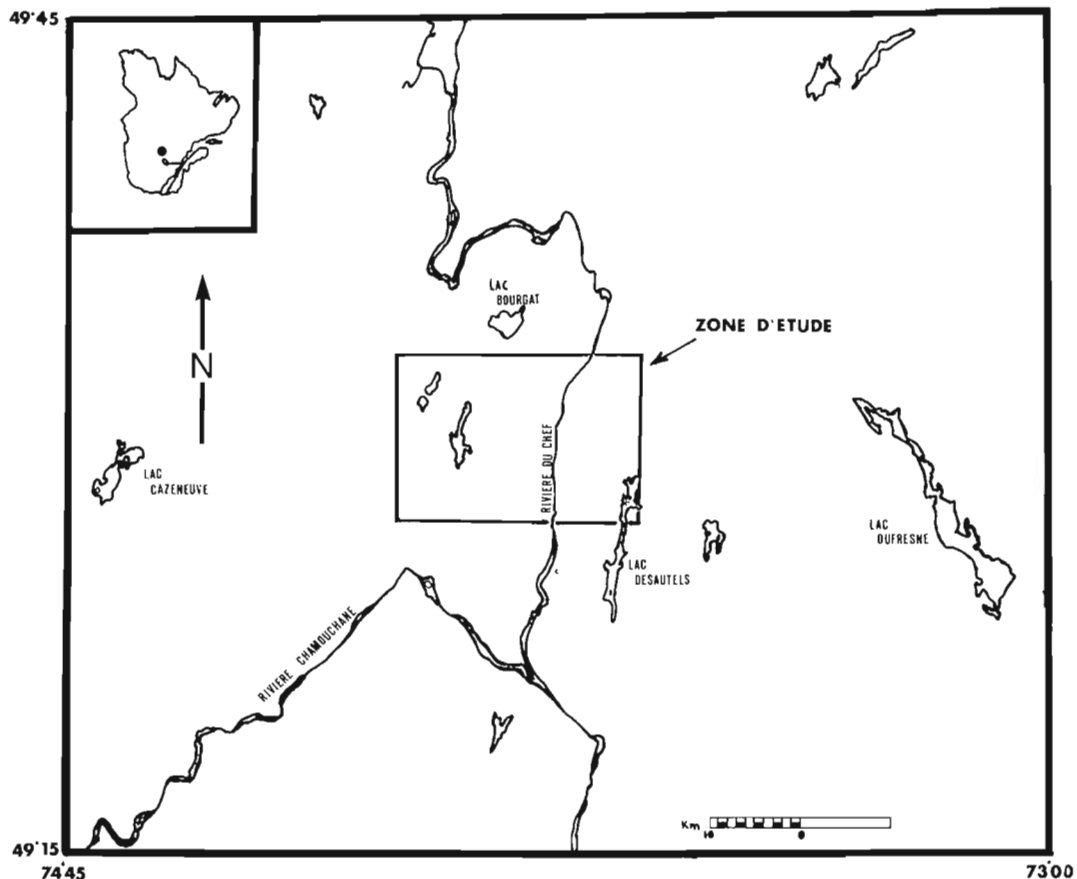 49°45
LAC
BOURGAT
ZONE D'ETUDE
N
RIVIERE DU CHEF
LAC
CAZENEUVE
LAC
DUFRESNE
LAC
DESAUTELS
RIVIERE CHAMOUCHANE
Km
10
0
49°15
74°45
73°00